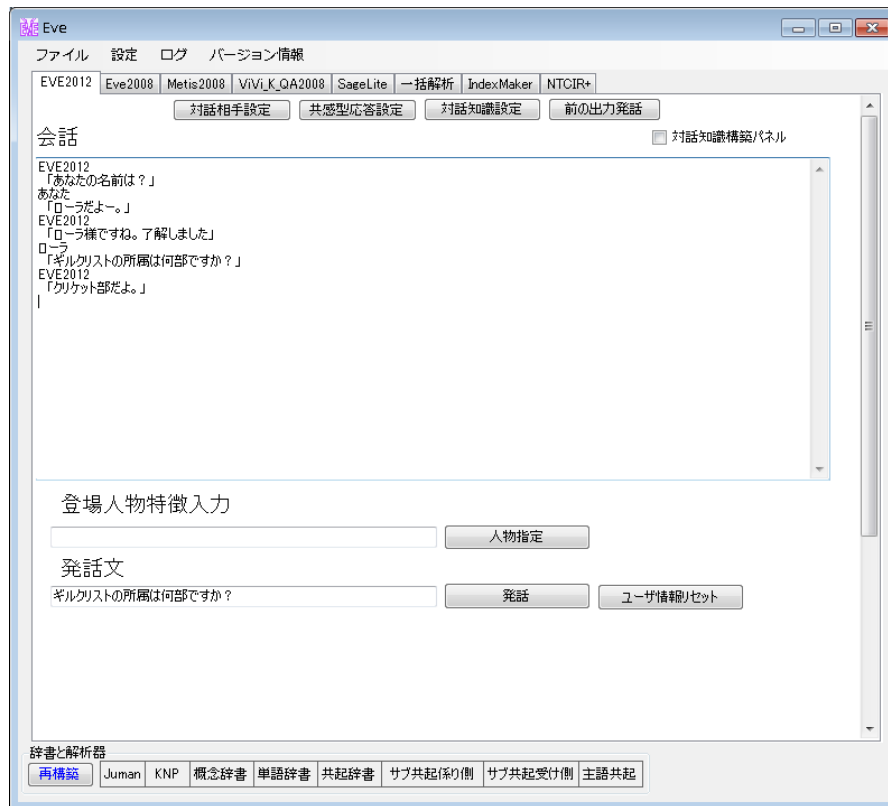 Eve
ファイル 設定 ログ バージョン情報
EVE2012 Eve2008 Metis2008 ViVi_K_QA2008 SageLite 一括解析 IndexMaker NTCIR+
対話相手設定 共感型応答設定 対話知識設定 前の出力発話
会話
対話知識構築パネル
EVE2012
「あなたの名前は？」
あなた
「ローラだよー。」
EVE2012
「ローラ様ですね。了解しました」
ローラ
「ギルクリストの所属は何部ですか？」
EVE2012
「クリケット部だよ。」
登場人物特徴入力
人物指定
発話文
ギルクリストの所属は何部ですか？ 発話 ユーザ情報リセット
辞書と解析器
再構築 Juman KNP 概念辞書 単語辞書 共起辞書 サブ共起係り側 サブ共起受け側 主語共起